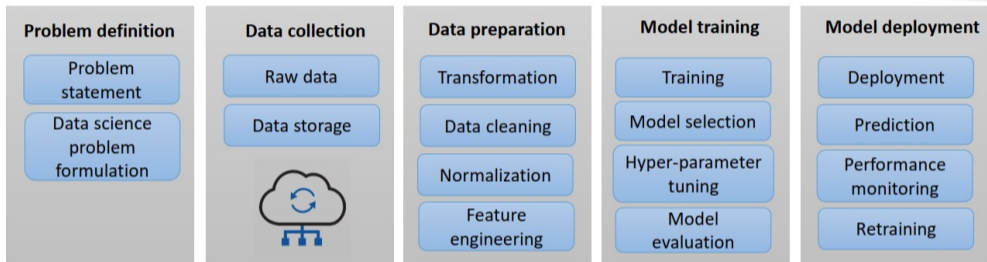 Problem definition
Problem
statement
Data science
problem
formulation
Data collection
Raw data
Data storage
Data preparation
Transformation
Data cleaning
Normalization
Feature
engineering
Model training
Training
Model selection
Hyper-parameter
tuning
Model
evaluation
Model deployment
Deployment
Prediction
Performance
monitoring
Retraining